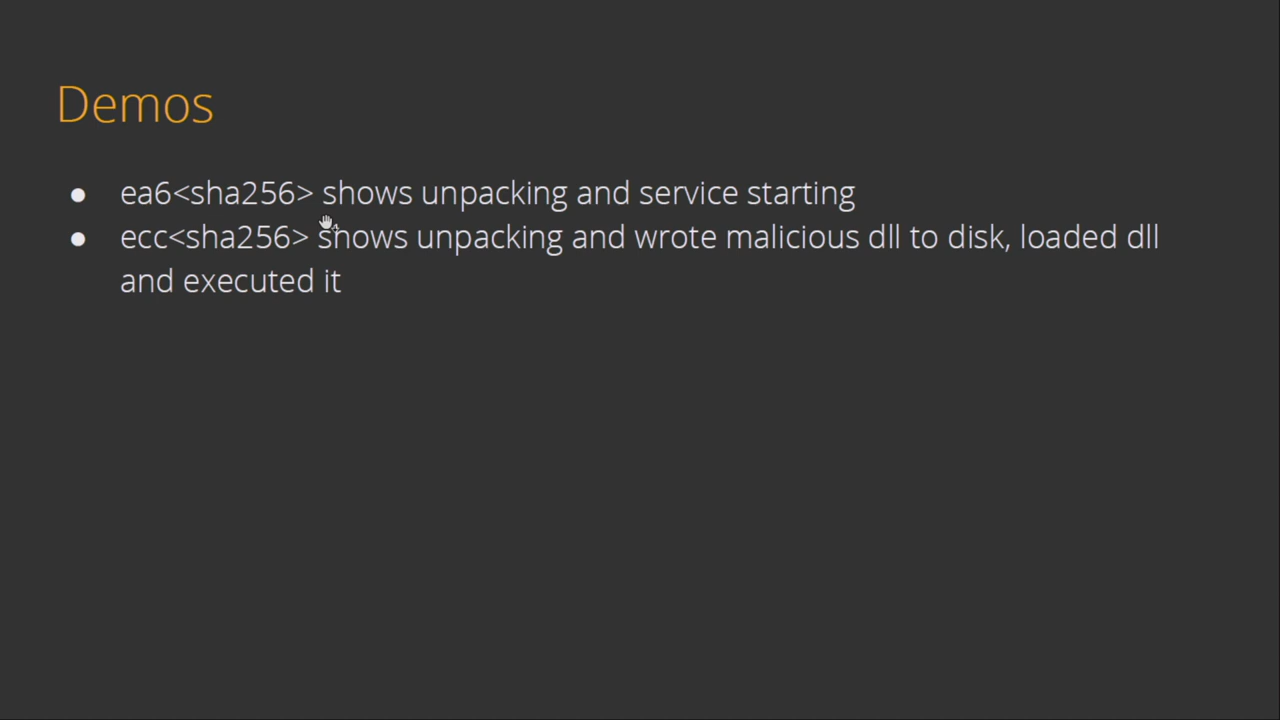 Demos
● ea6<sha256> shows unpacking and service starting
● ecc<sha256> shows unpacking and wrote malicious dll to disk, loaded dll
and executed it